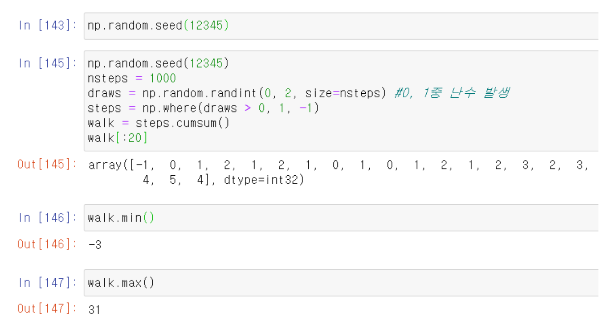 In [143]: np.random.seed(12345)
In [145]: np.random.seed(12345)
nsteps = 1000
draws = np.random.randint(0, 2, size=nsteps) #0, 1중 난수 발생
steps = np.where(draws > 0, 1, -1)
walk = steps.cumsum()
walk[:20]
Out[145]: array([-1, 0, 1, 2, 1, 2, 1, 0, 1, 0, 1, 2, 1, 2, 3, 2, 3,
4, 5, 4], dtype=int32)
In [146]: walk.min()
Out[146]: -3
In [147]: walk.max()
Out[147]: 31